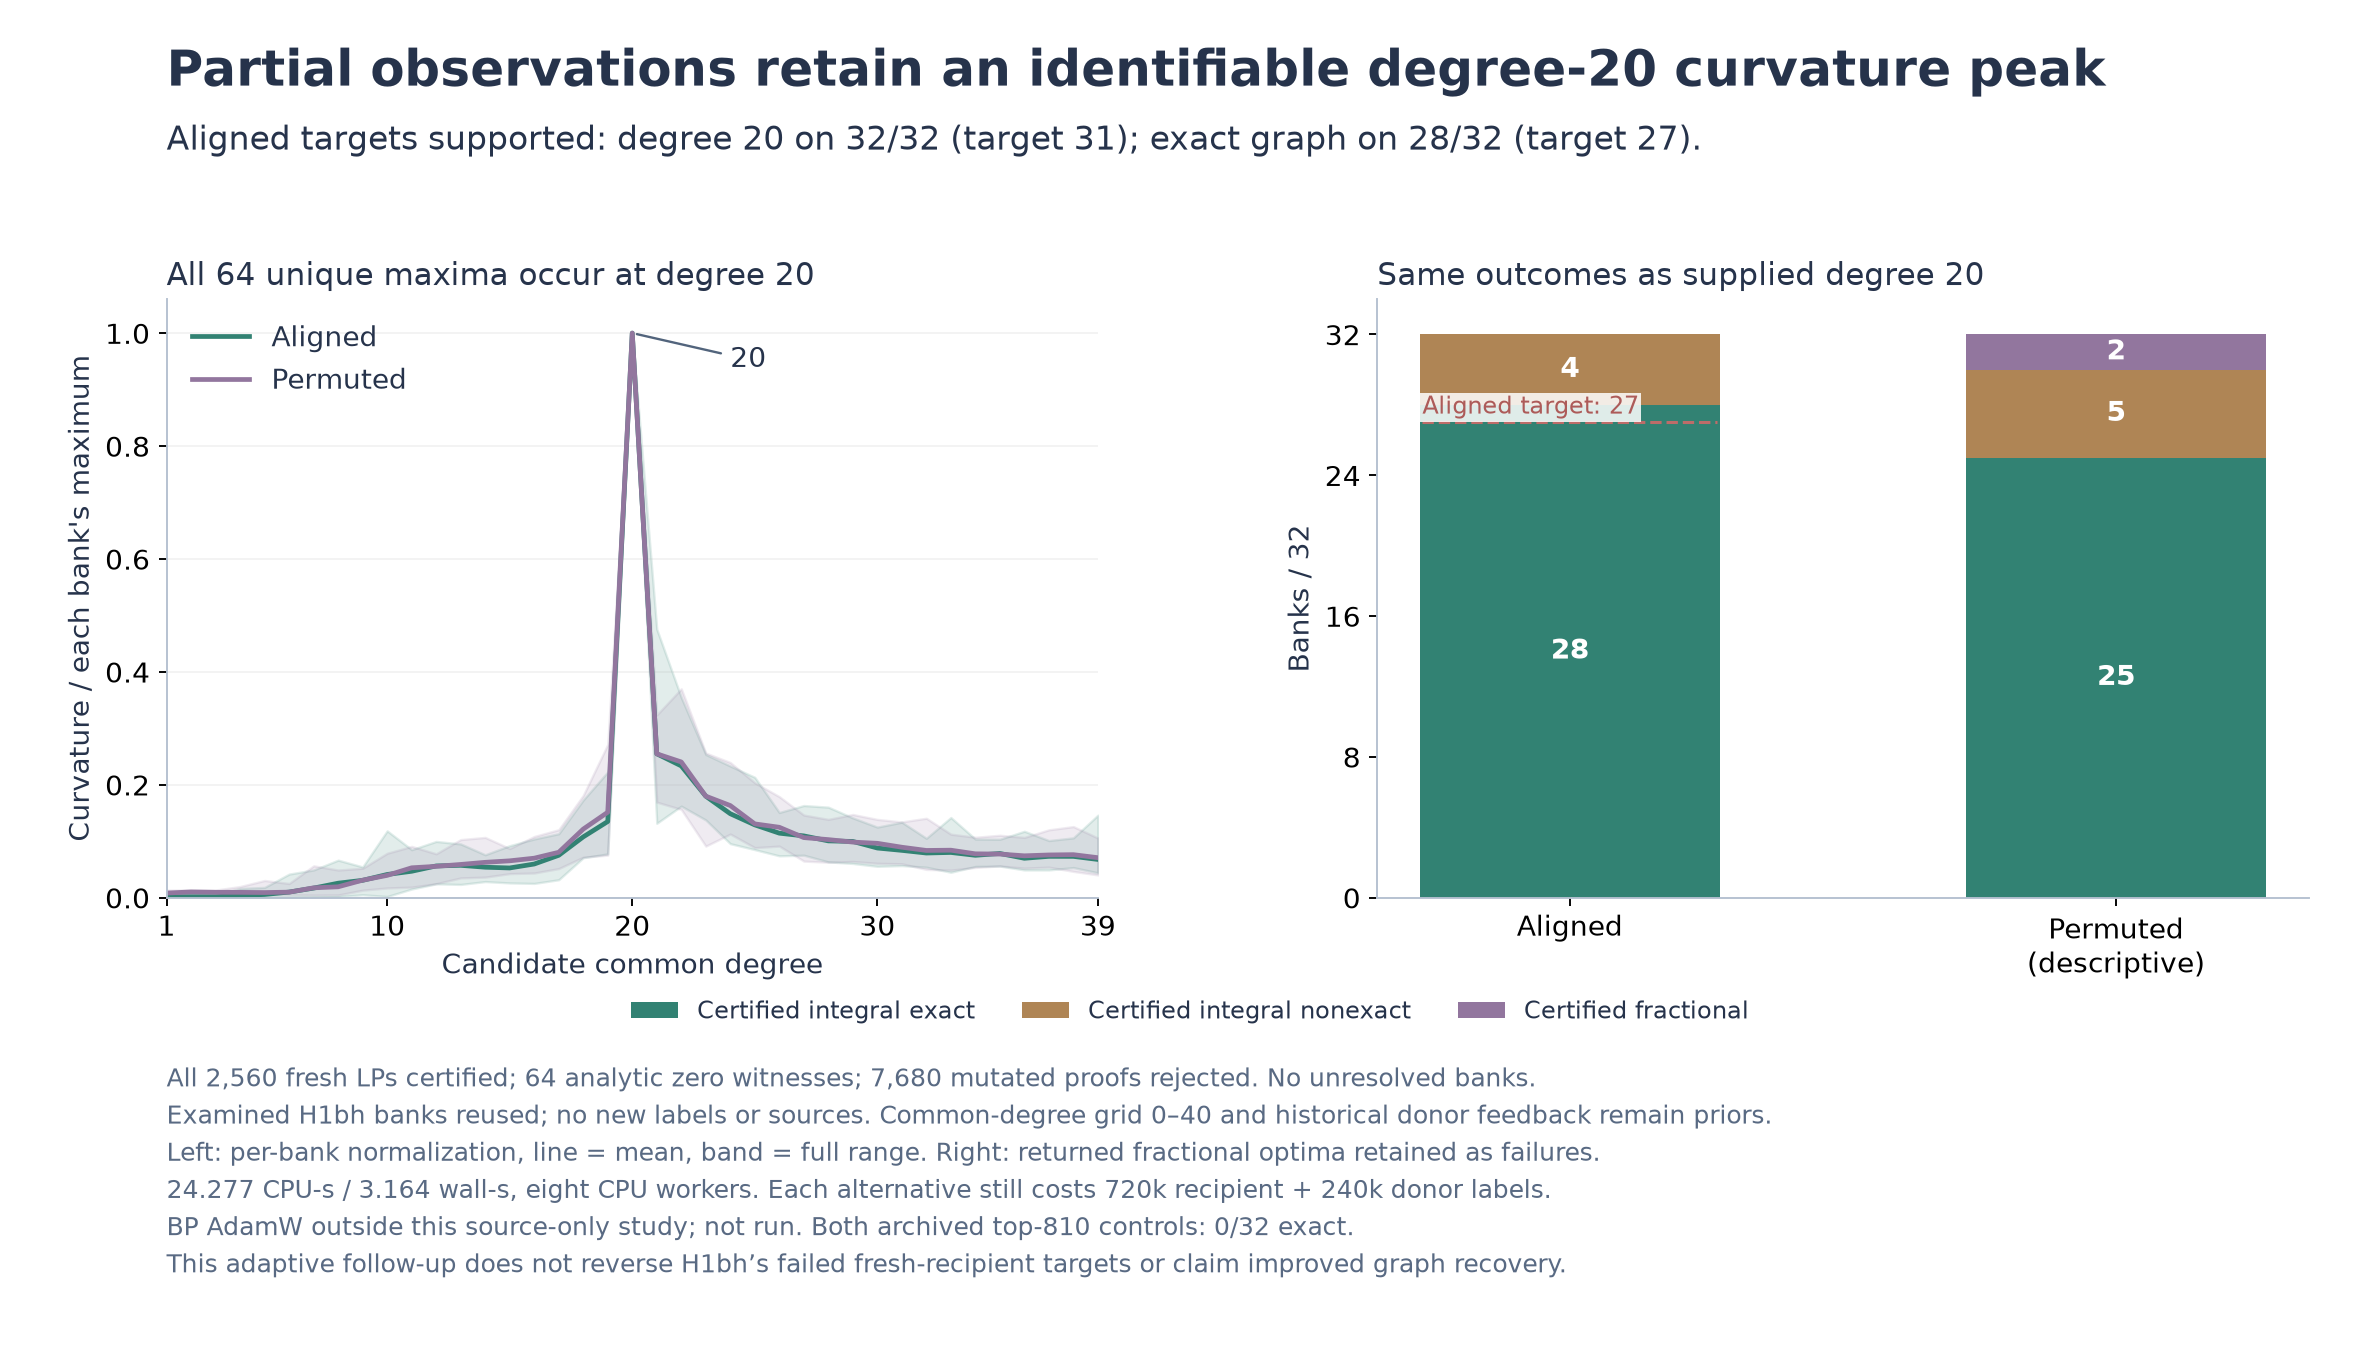 Partial observations retain an identifiable degree-20 curvature peak
Aligned targets supported: degree 20 on 32/32 (target 31); exact graph on 28/32 (target 27).
All 64 unique maxima occur at degree 20
Curvature / each bank's maximum
1.0
0.8
0.6
0.4
0.2
0.0
Aligned
Permuted
20
1
10
20
30
39
Candidate common degree
Same outcomes as supplied degree 20
Banks / 32
32
24
16
8
0
4
Aligned target: 27
28
2
5
25
Aligned
Permuted
(descriptive)
Certified integral exact
Certified integral nonexact
Certified fractional
All 2,560 fresh LPs certified; 64 analytic zero witnesses; 7,680 mutated proofs rejected. No unresolved banks.
Examined H1bh banks reused; no new labels or sources. Common-degree grid 0–40 and historical donor feedback remain priors.
Left: per-bank normalization, line = mean, band = full range. Right: returned fractional optima retained as failures.
24.277 CPU-s / 3.164 wall-s, eight CPU workers. Each alternative still costs 720k recipient + 240k donor labels.
BP AdamW outside this source-only study; not run. Both archived top-810 controls: 0/32 exact.
This adaptive follow-up does not reverse H1bh’s failed fresh-recipient targets or claim improved graph recovery.